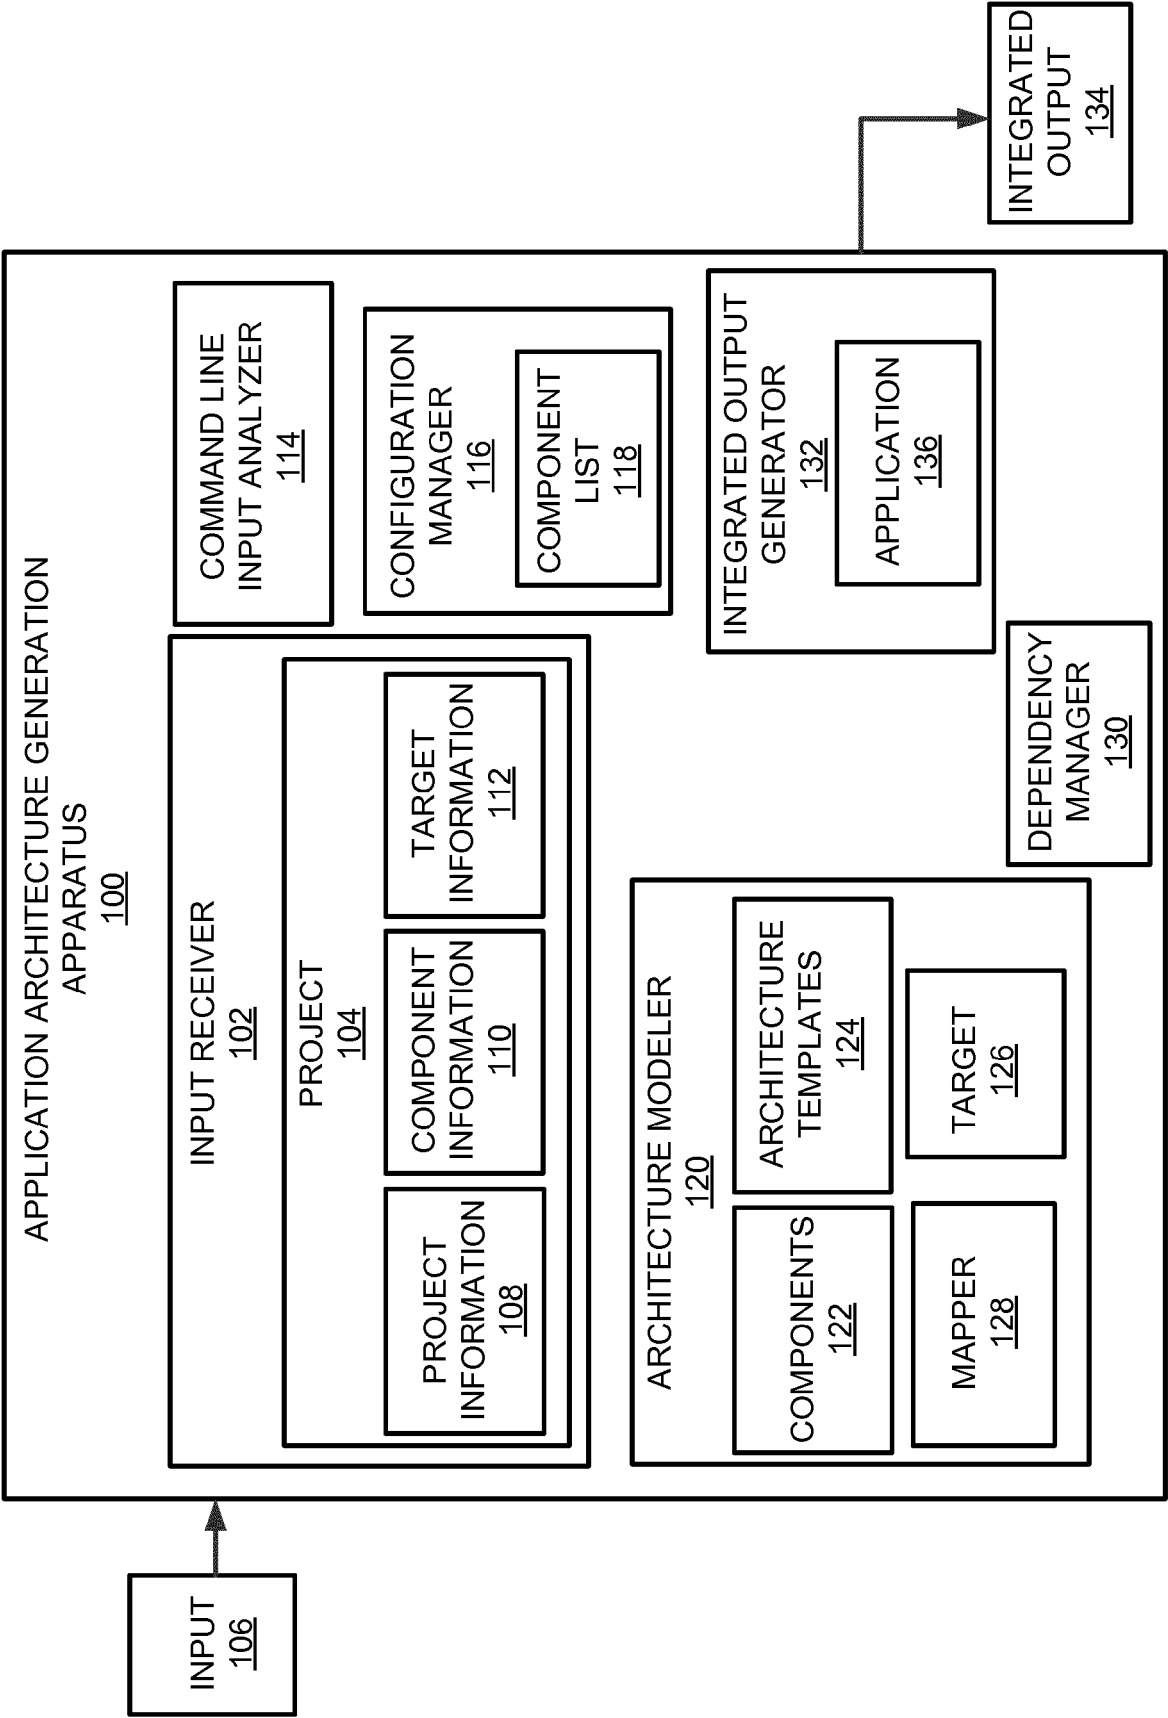 APPLICATION ARCHITECTURE GENERATION
APPARATUS
100
INPUT
106
INPUT RECEIVER
102
PROJECT
104
PROJECT
INFORMATION
108
COMPONENT
INFORMATION
110
TARGET
INFORMATION
112
COMMAND LINE
INPUT ANALYZER
114
CONFIGURATION
MANAGER
116
COMPONENT
LIST
118
ARCHITECTURE MODELER
120
COMPONENTS
122
ARCHITECTURE
TEMPLATES
124
MAPPER
128
TARGET
126
DEPENDENCY
MANAGER
130
INTEGRATED OUTPUT
GENERATOR
132
APPLICATION
136
INTEGRATED
OUTPUT
134